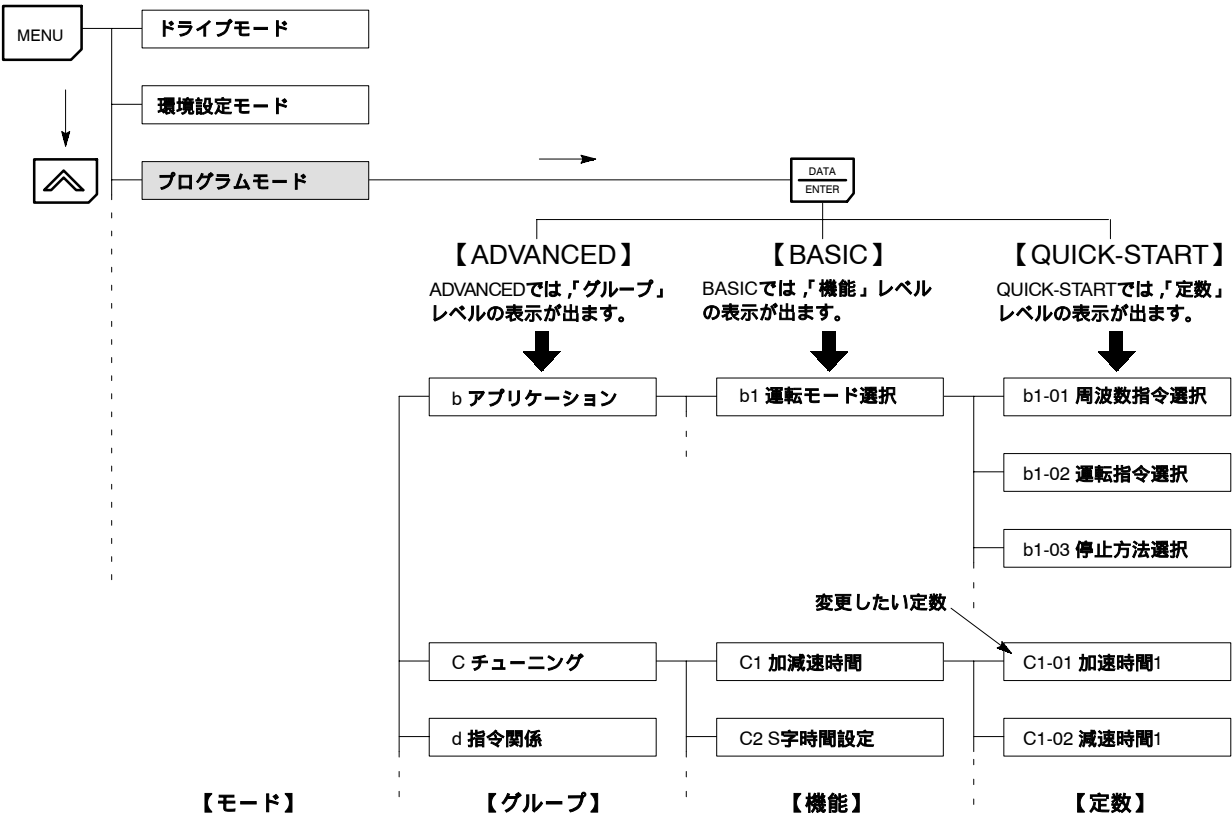 MENU
ドライブモード
環境設定モード
プログラムモード
DATA
ENTER
【ADVANCED】
ADVANCEDでは,「グループ」
レベルの表示が出ます。
【BASIC】
BASICでは,「機能」レベル
の表示が出ます。
【QUICK-START】
QUICK-STARTでは,「定数」
レベルの表示が出ます。
b アプリケーション
b1 運転モード選択
b1-01 周波数指令選択
b1-02 運転指令選択
b1-03 停止方法選択
変更したい定数
C チューニング
C1 加減速時間
C1-01 加速時間1
d 指令関係
C2 S字時間設定
C1-02 減速時間1
【モード】
【グループ】
【機能】
【定数】